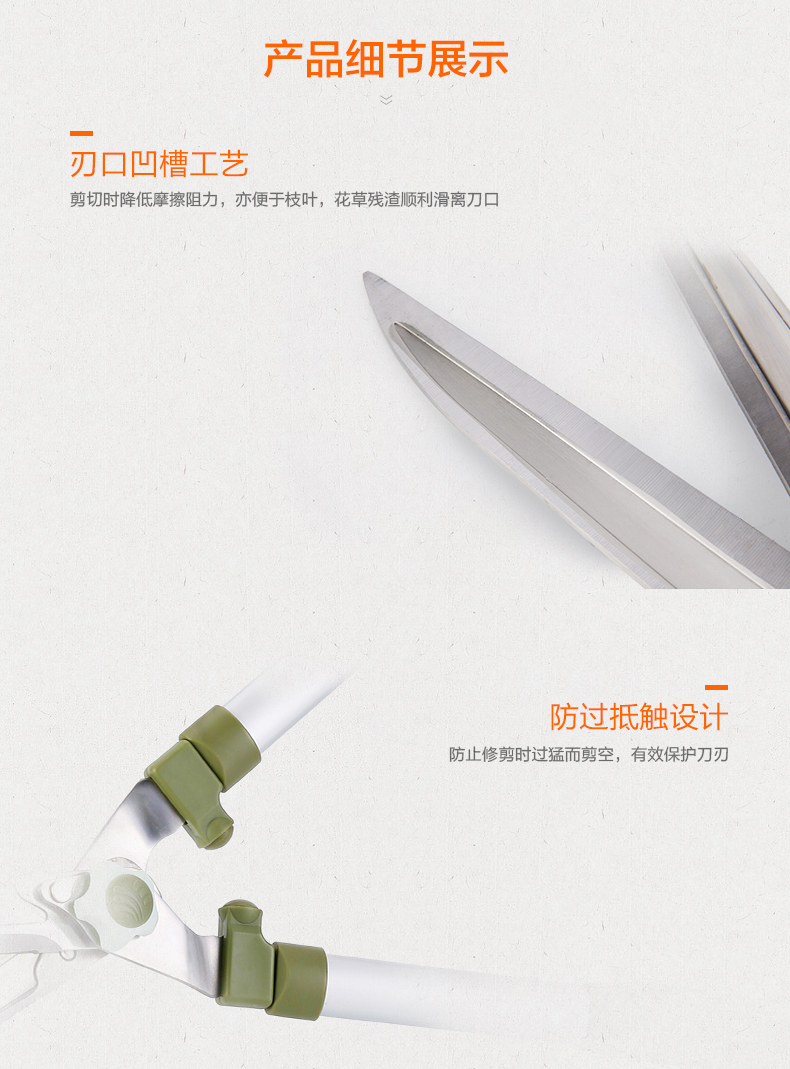 产品细节展示
刃口凹槽工艺
剪切时降低摩擦阻力，亦便于枝叶，花草残渣顺利滑离刀口
防过抵触设计
防止修剪时过猛而剪空，有效保护刀刃